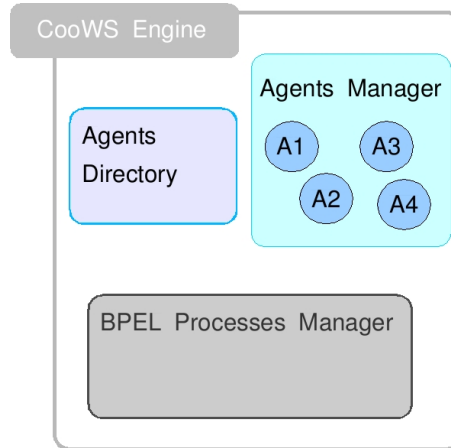 CooWS Engine
Agents Manager
Agents
Directory
A1
A3
A2
A4
BPEL Processes Manager